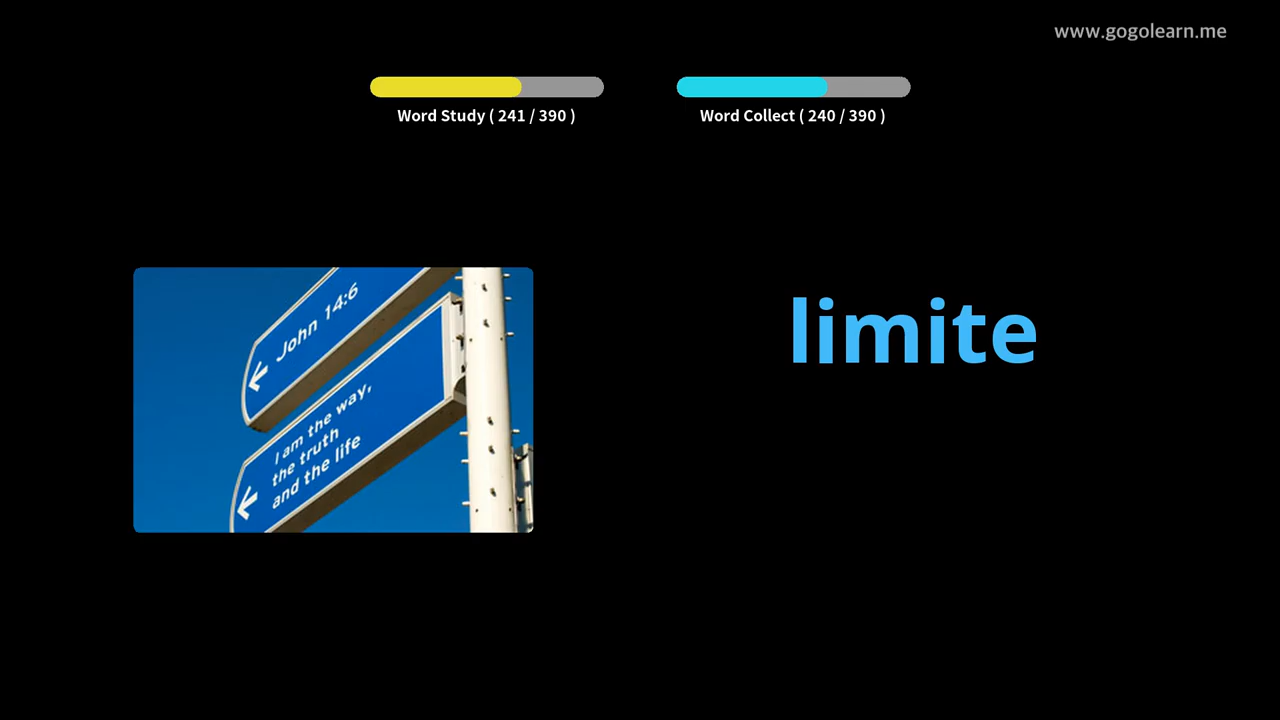 www.gogolearn.me
Word Study ( 241 / 390 )
Word Collect ( 240 / 390 )
John 14:6
I am the way,
the truth
and the life
limite